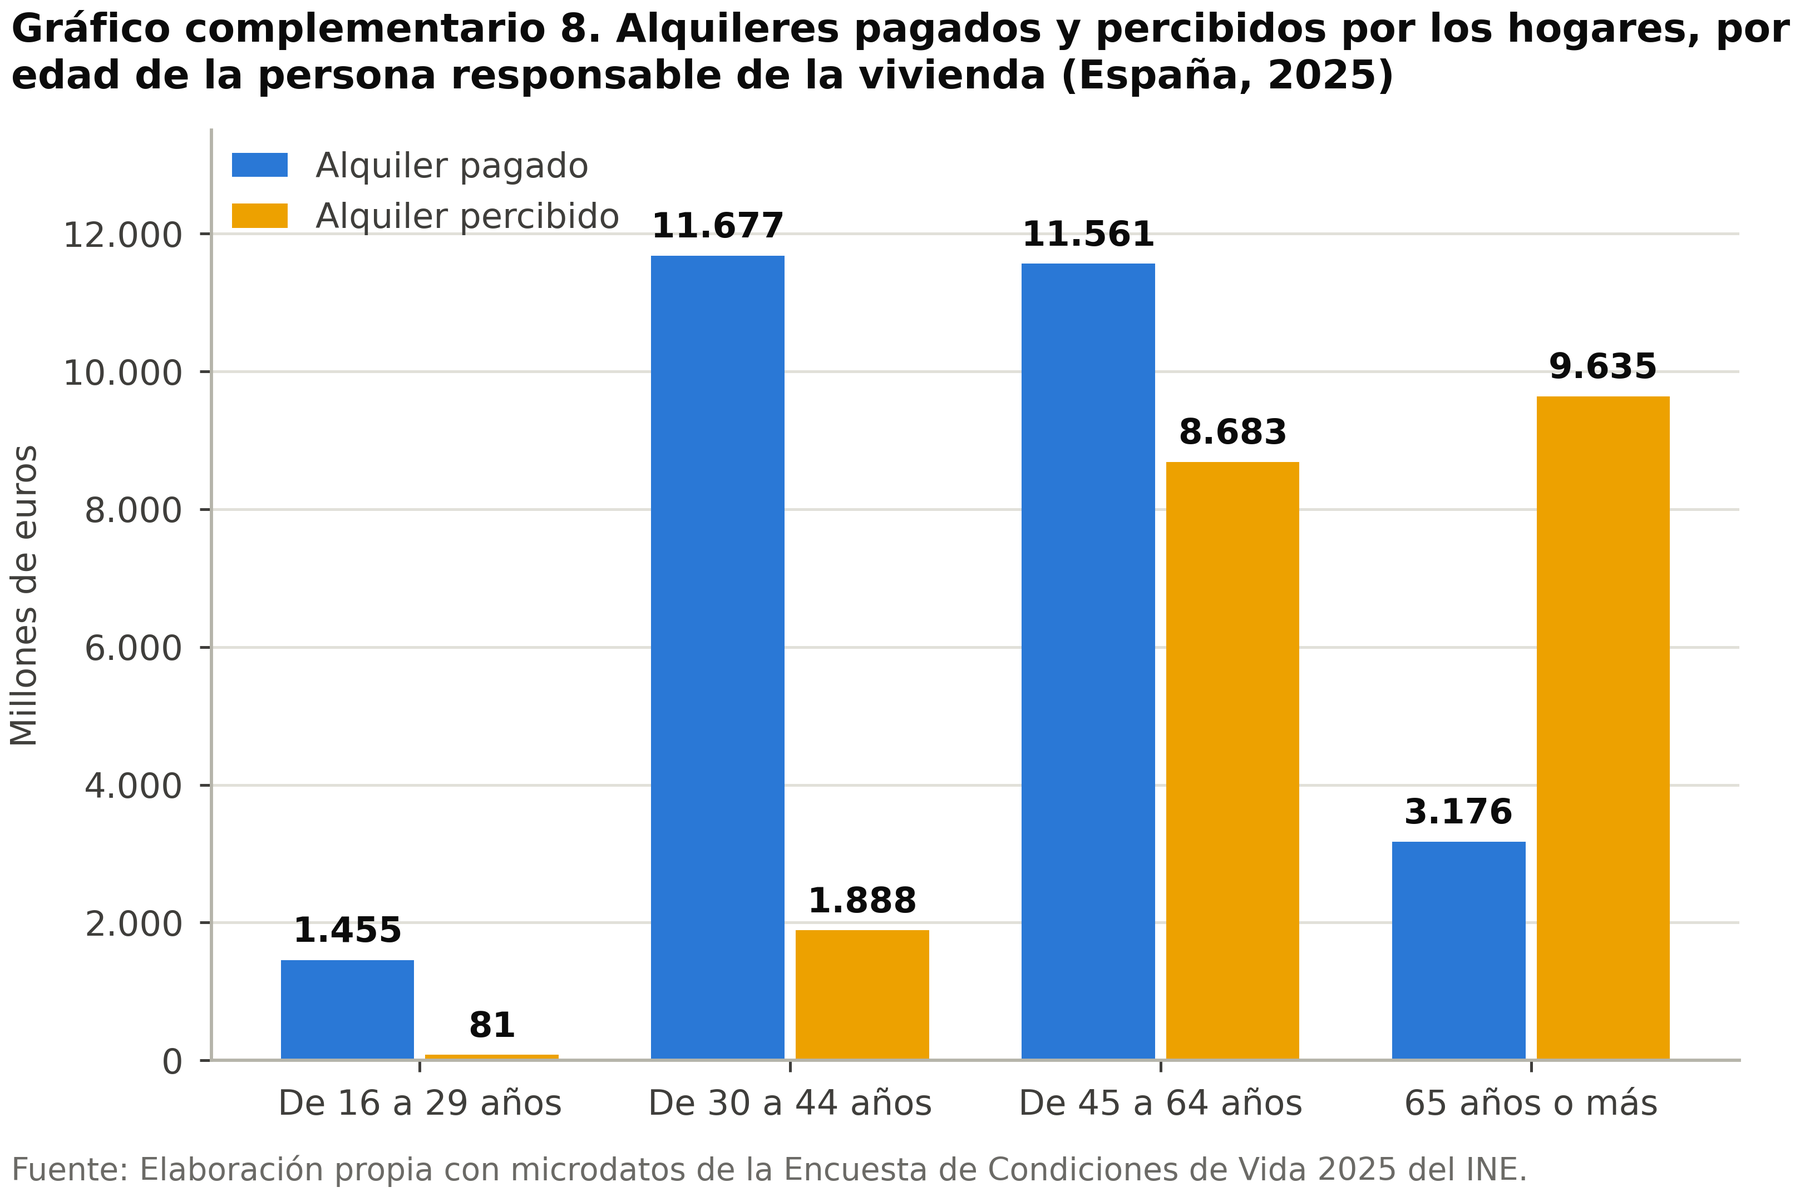 Gráfico complementario 8. Alquileres pagados y percibidos por los hogares, por
edad de la persona responsable de la vivienda (España, 2025)
Alquiler pagado
Alquiler percibido
Millones de euros
12.000
10.000
8.000
6.000
4.000
2.000
0
1.455
81
11.677
1.888
11.561
8.683
3.176
9.635
De 16 a 29 años
De 30 a 44 años
De 45 a 64 años
65 años o más
Fuente: Elaboración propia con microdatos de la Encuesta de Condiciones de Vida 2025 del INE.